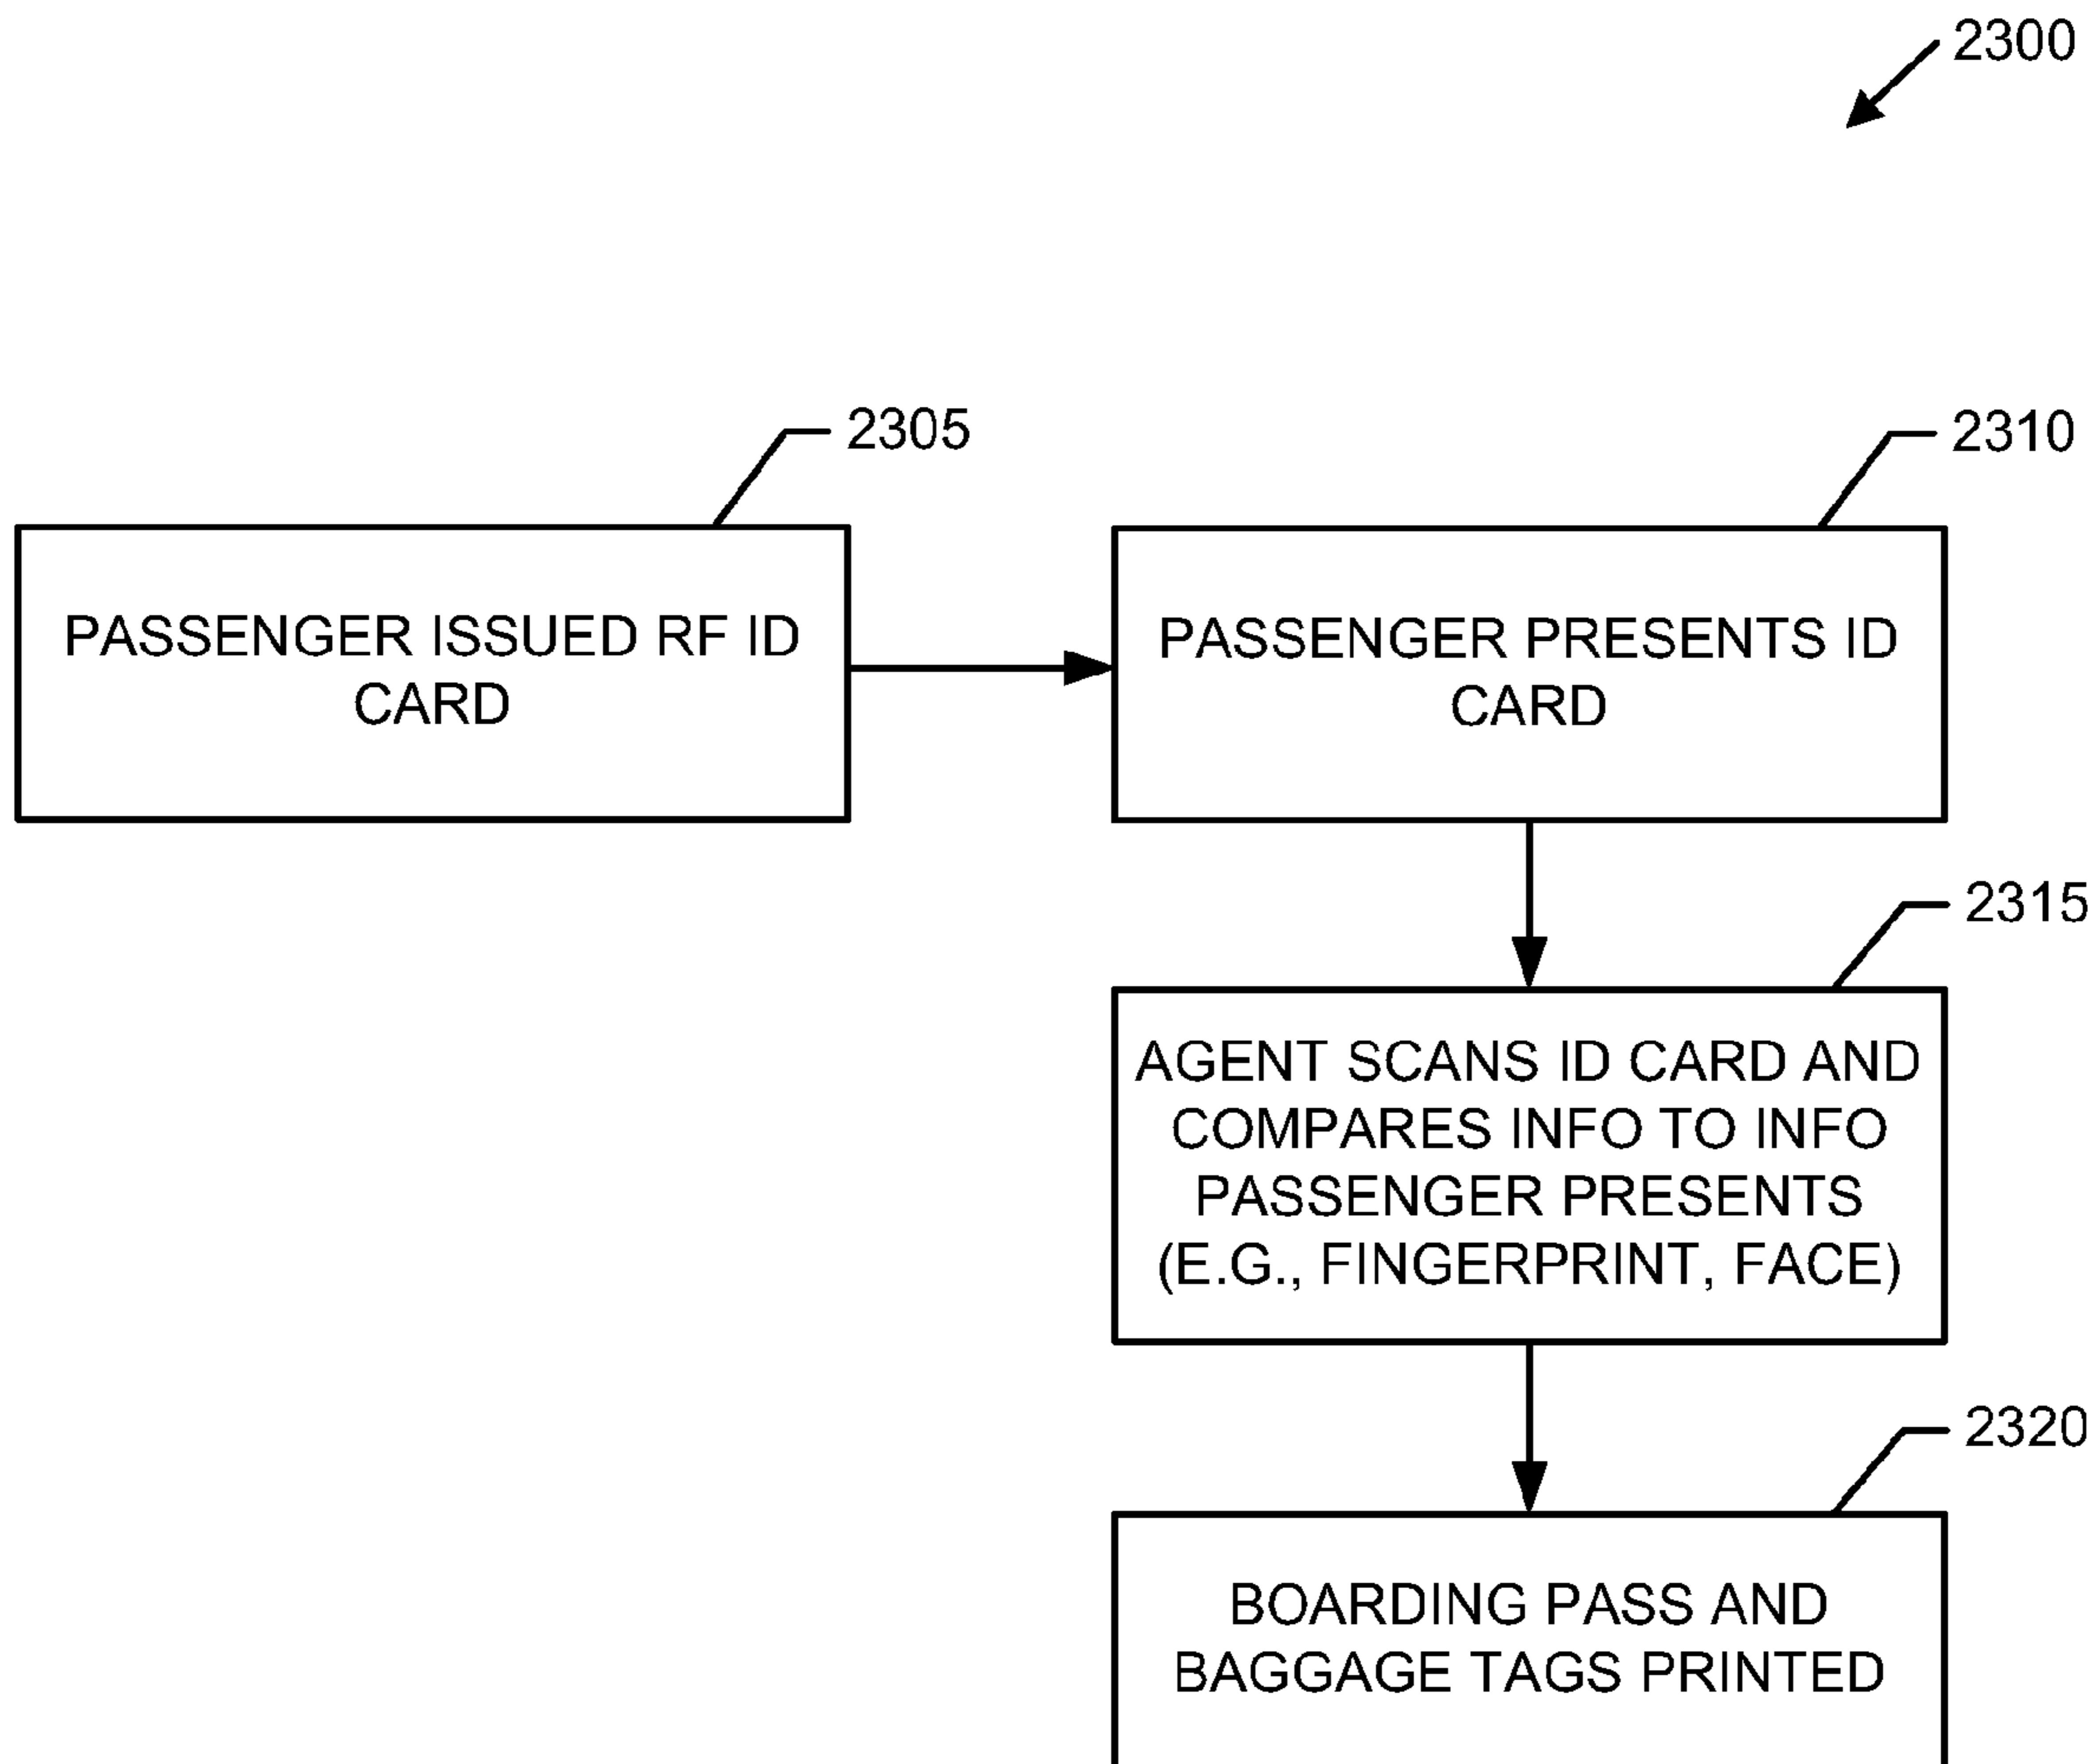 2300
2305
2310
PASSENGER ISSUED RF ID
CARD
PASSENGER PRESENTS ID
CARD
2315
AGENT SCANS ID CARD AND
COMPARES INFO TO INFO
PASSENGER PRESENTS
(E.G., FINGERPRINT, FACE)
2320
BOARDING PASS AND
BAGGAGE TAGS PRINTED